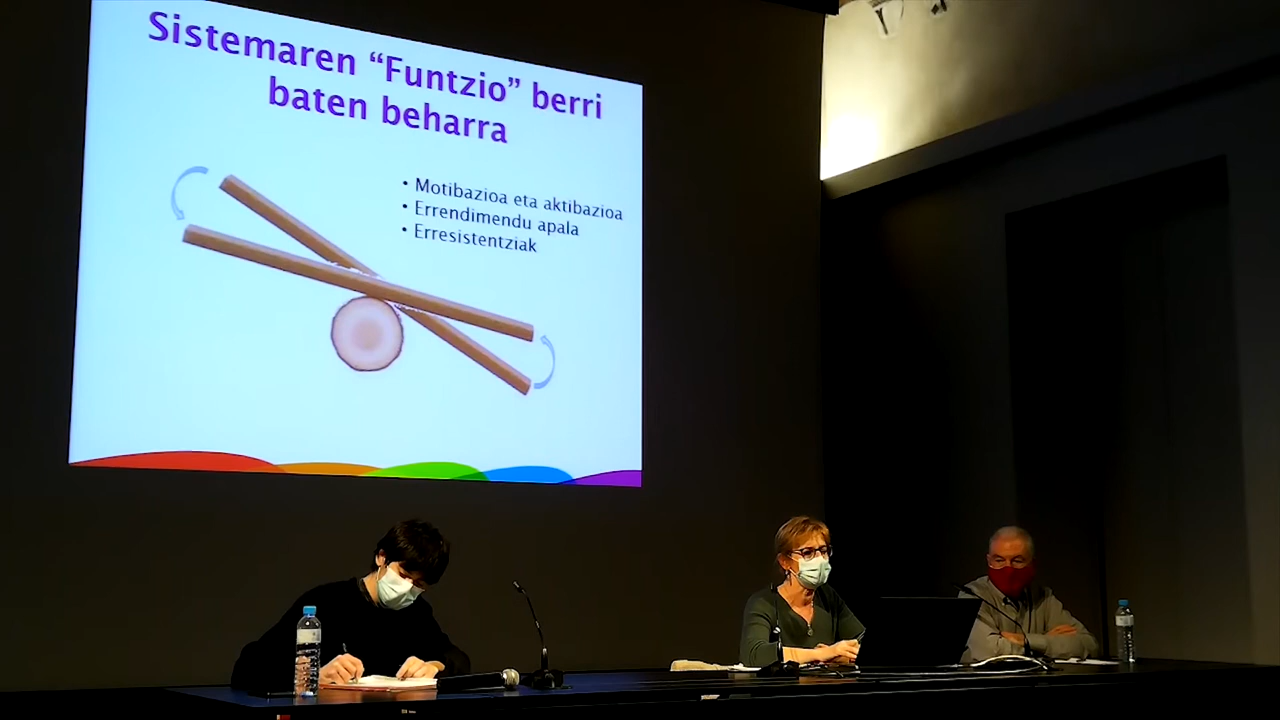 Sistemaren “Funtzio” berri
baten beharra
• Motibazioa eta aktibazioa
• Errendimendu apala
• Erresistentziak